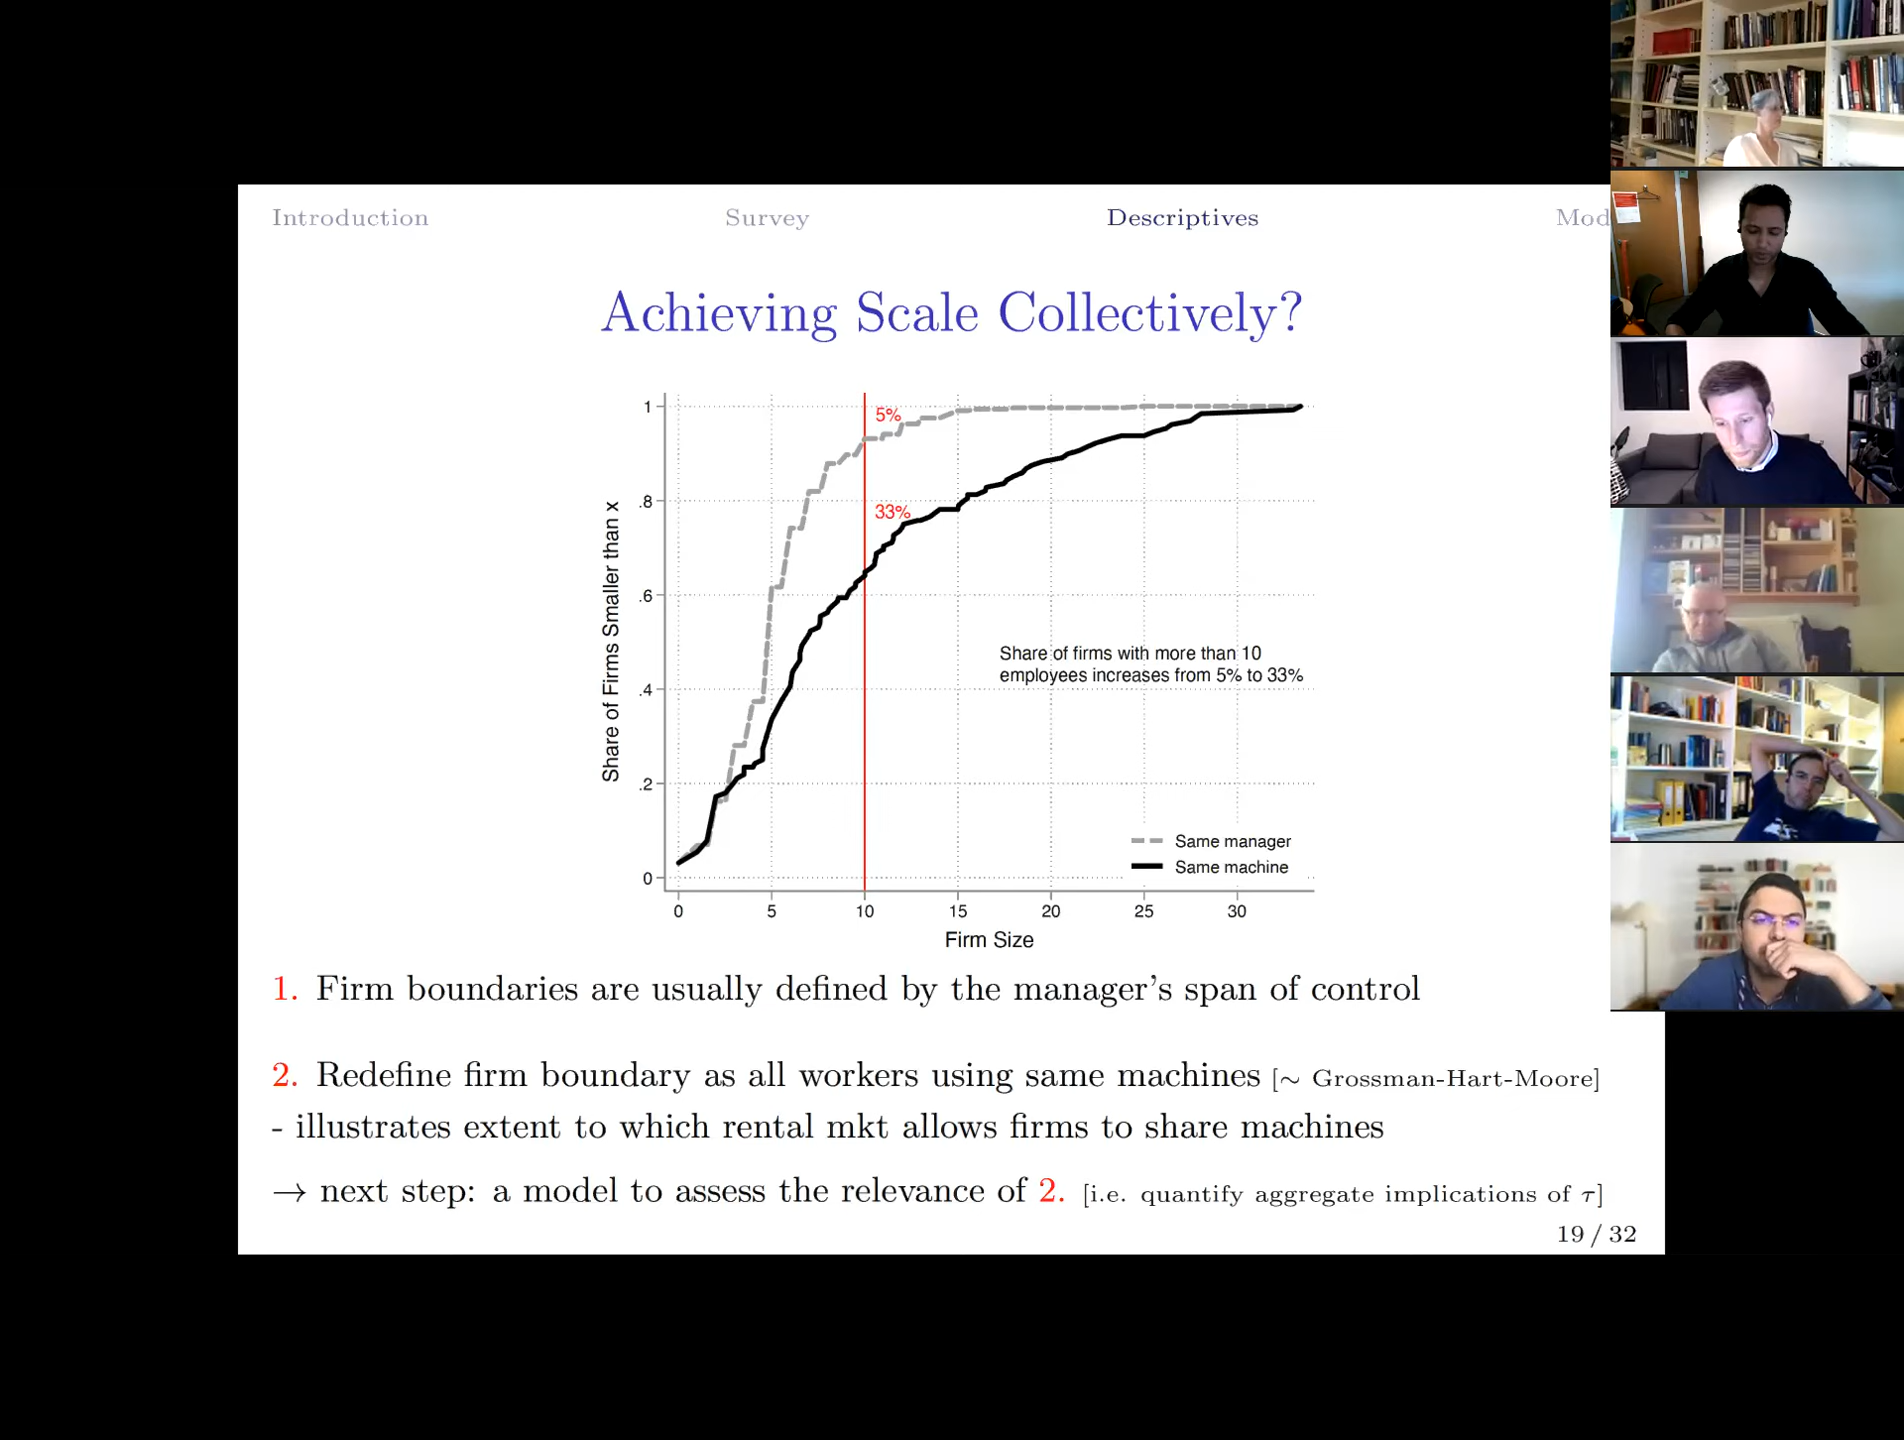 Introduction
Survey
Descriptives
Mod
Achieving Scale Collectively?
Share of Firms Smaller than x
1
.8
.6
.4
.2
0
5%
33%
Share of firms with more than 10
employees increases from 5% to 33%
Same manager
Same machine
0 5 10 15 20 25 30
Firm Size
1. Firm boundaries are usually defined by the manager's span of control
2. Redefine firm boundary as all workers using same machines [∼ Grossman-Hart-Moore]
- illustrates extent to which rental mkt allows firms to share machines
→ next step: a model to assess the relevance of 2. [i.e. quantify aggregate implications of τ]
19 / 32